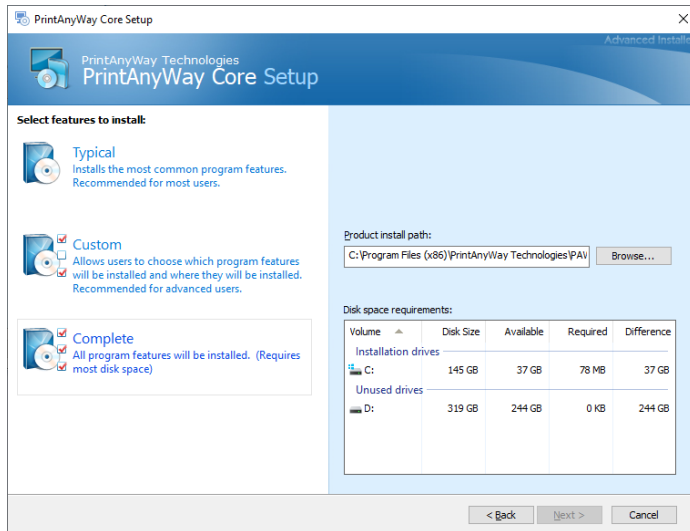 PrintAnyWay Core Setup
Advanced Installe
PrintAnyWay Technologies
PrintAnyWay Core Setup
Select features to install:
Typical
Installs the most common program features.
Recommended for most users.
Custom
Allows users to choose which program features
will be installed and where they will be installed.
Recommended for advanced users.
Complete
All program features will be installed. (Requires
most disk space)
Product install path:
C:\Program Files (x86)\PrintAnyWay Technologies\PAW
Browse...
Disk space requirements:
Volume Disk Size Available Required Difference
Installation drives
C: 145 GB 37 GB 78 MB 37 GB
Unused drives
D: 319 GB 244 GB 0 KB 244 GB
< Back Next > Cancel